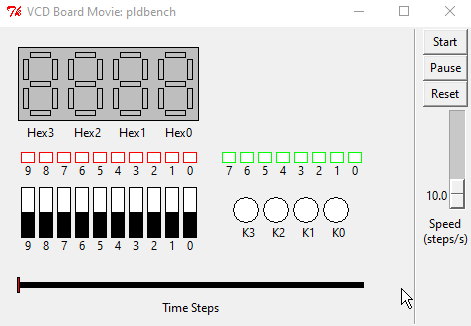 VCD Board Movie: pldbench
Start
Pause
Reset
Hex3 Hex2 Hex1 Hex0
9 8 7 6 5 4 3 2 1 0
7 6 5 4 3 2 1 0
10.0
9 8 7 6 5 4 3 2 1 0
K3 K2 K1 K0
Speed
(steps/s)
Time Steps